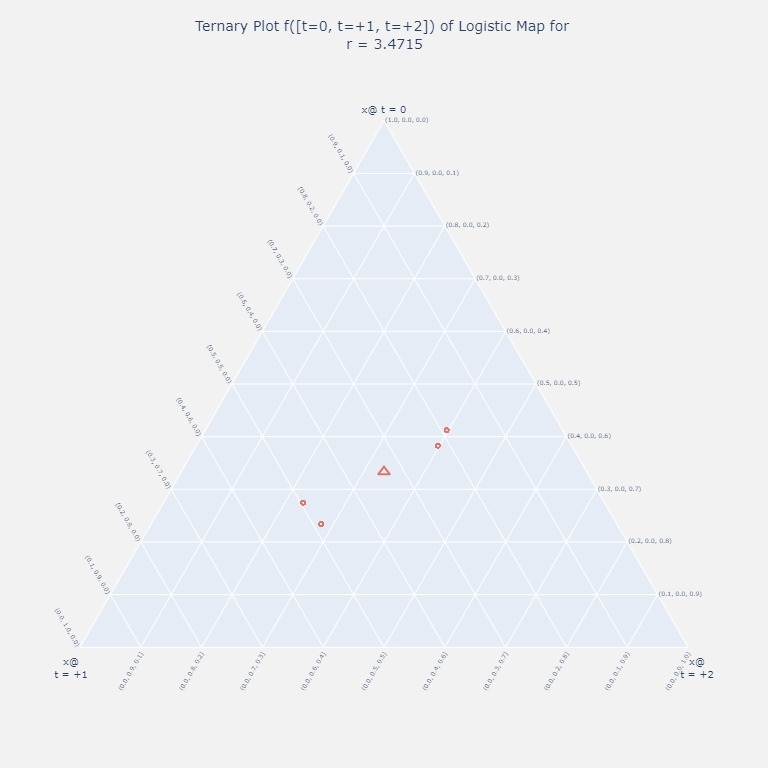 Ternary Plot f([t=0, t=+1, t=+2]) of Logistic Map for
r = 3.4715
x@ t = 0
(1.0, 0.0, 0.0)
(0.9, 0.1, 0.0)
(0.9, 0.0, 0.1)
(0.8, 0.2, 0.0)
(0.8, 0.0, 0.2)
(0.7, 0.3, 0.0)
(0.7, 0.0, 0.3)
(0.6, 0.4, 0.0)
(0.6, 0.0, 0.4)
(0.5, 0.5, 0.0)
(0.5, 0.0, 0.5)
(0.4, 0.6, 0.0)
(0.4, 0.0, 0.6)
(0.3, 0.7, 0.0)
(0.3, 0.0, 0.7)
(0.2, 0.8, 0.0)
(0.2, 0.0, 0.8)
(0.1, 0.9, 0.0)
(0.1, 0.0, 0.9)
(0.0, 1.0, 0.0)
x@
t = +1
(0.0, 0.9, 0.1)
(0.0, 0.8, 0.2)
(0.0, 0.7, 0.3)
(0.0, 0.6, 0.4)
(0.0, 0.5, 0.5)
(0.0, 0.4, 0.6)
(0.0, 0.3, 0.7)
(0.0, 0.2, 0.8)
(0.0, 0.1, 0.9)
(0.0, 0.0, 1.0)
x@
t = +2